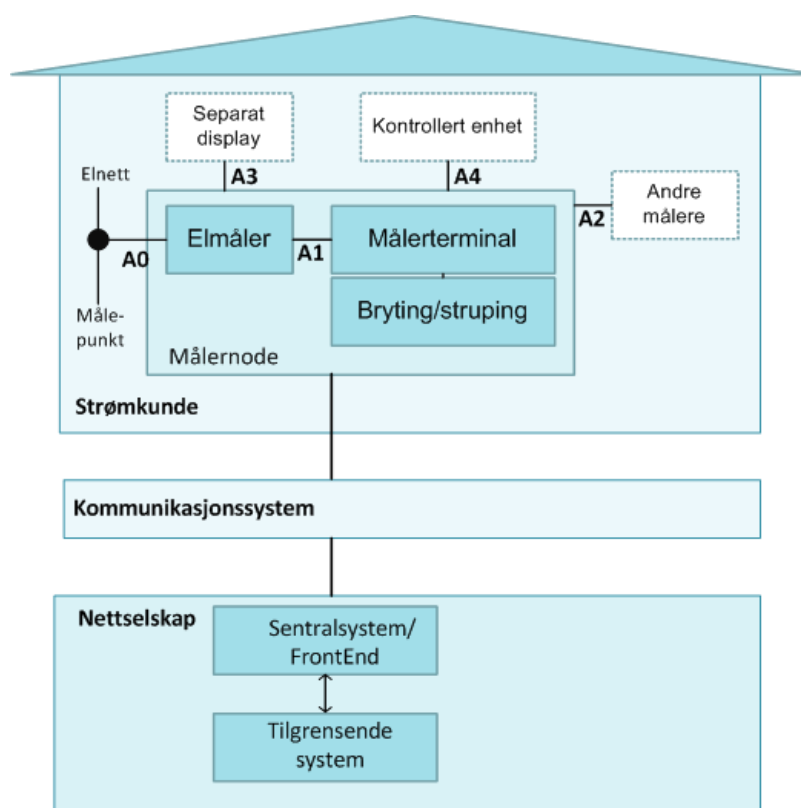 Separat
display
Kontrollert enhet
Elnett
A3
A4
Andre
målere
A2
Elmåler
Målerterminal
A0
A1
Bryting/struping
Måle-
punkt
Målernode
Strømkunde
Kommunikasjonssystem
Nettselskap
Sentralsystem/
FrontEnd
Tilgrensende
system